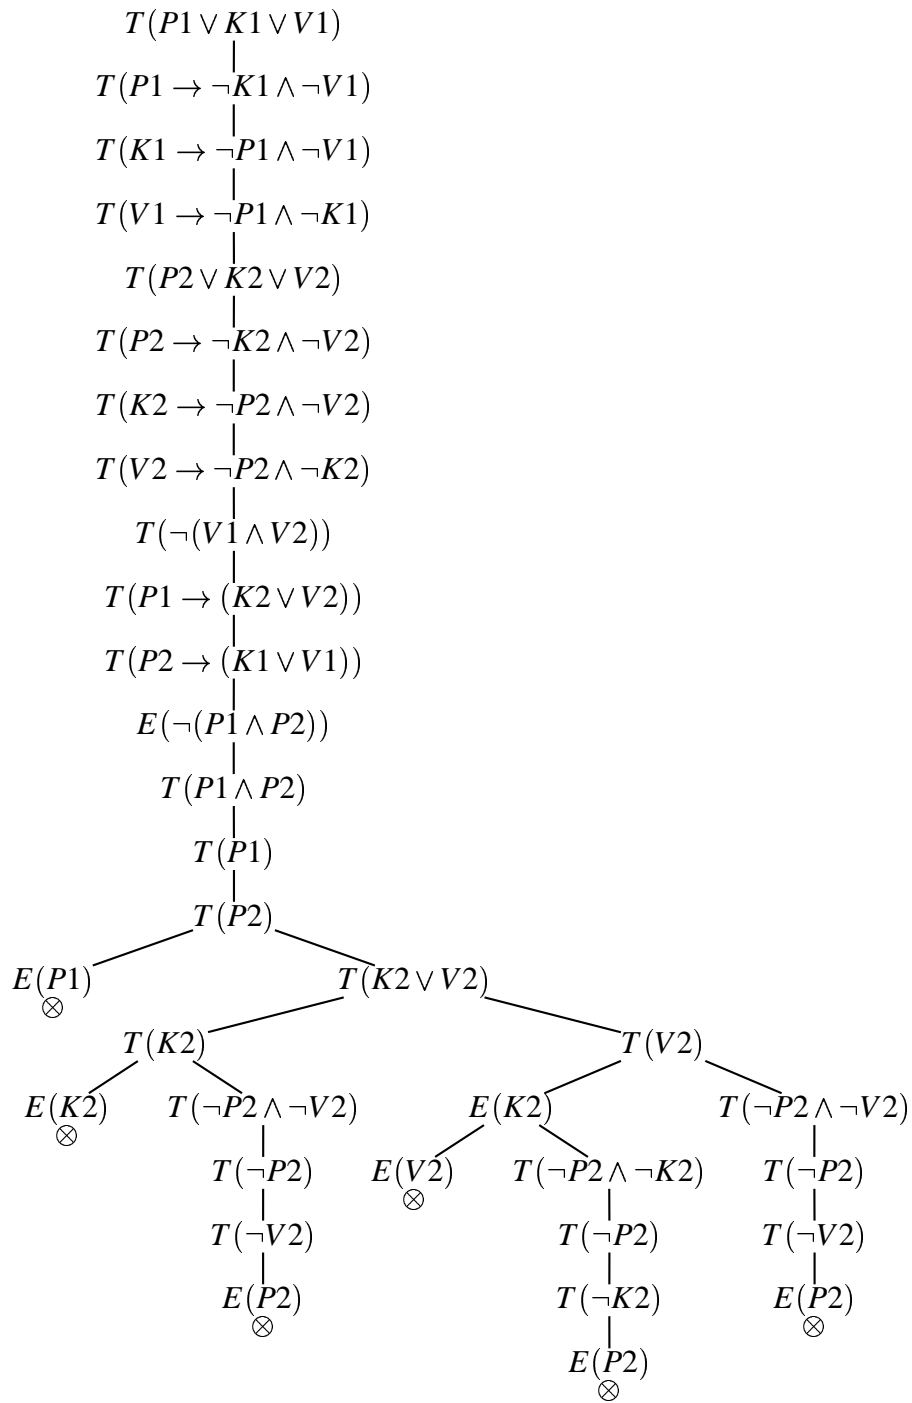 T(P1 ∨ K1 ∨ V1)
T(P1 → ¬K1 ∧ ¬V1)
T(K1 → ¬P1 ∧ ¬V1)
T(V1 → ¬P1 ∧ ¬K1)
T(P2 ∨ K2 ∨ V2)
T(P2 → ¬K2 ∧ ¬V2)
T(K2 → ¬P2 ∧ ¬V2)
T(V2 → ¬P2 ∧ ¬K2)
T(¬(V1 ∧ V2))
T(P1 → (K2 ∨ V2))
T(P2 → (K1 ∨ V1))
E(¬(P1 ∧ P2))
T(P1 ∧ P2)
T(P1)
T(P2)
E(P1) T(K2 ∨ V2)
⊗
T(K2) T(V2)
E(K2) T(¬P2 ∧ ¬V2) E(K2) T(¬P2 ∧ ¬V2)
⊗
T(¬P2) E(V2) T(¬P2 ∧ ¬K2) T(¬P2)
⊗
T(¬V2) T(¬P2) T(¬V2)
E(P2) T(¬K2) E(P2)
⊗ ⊗
E(P2)
⊗